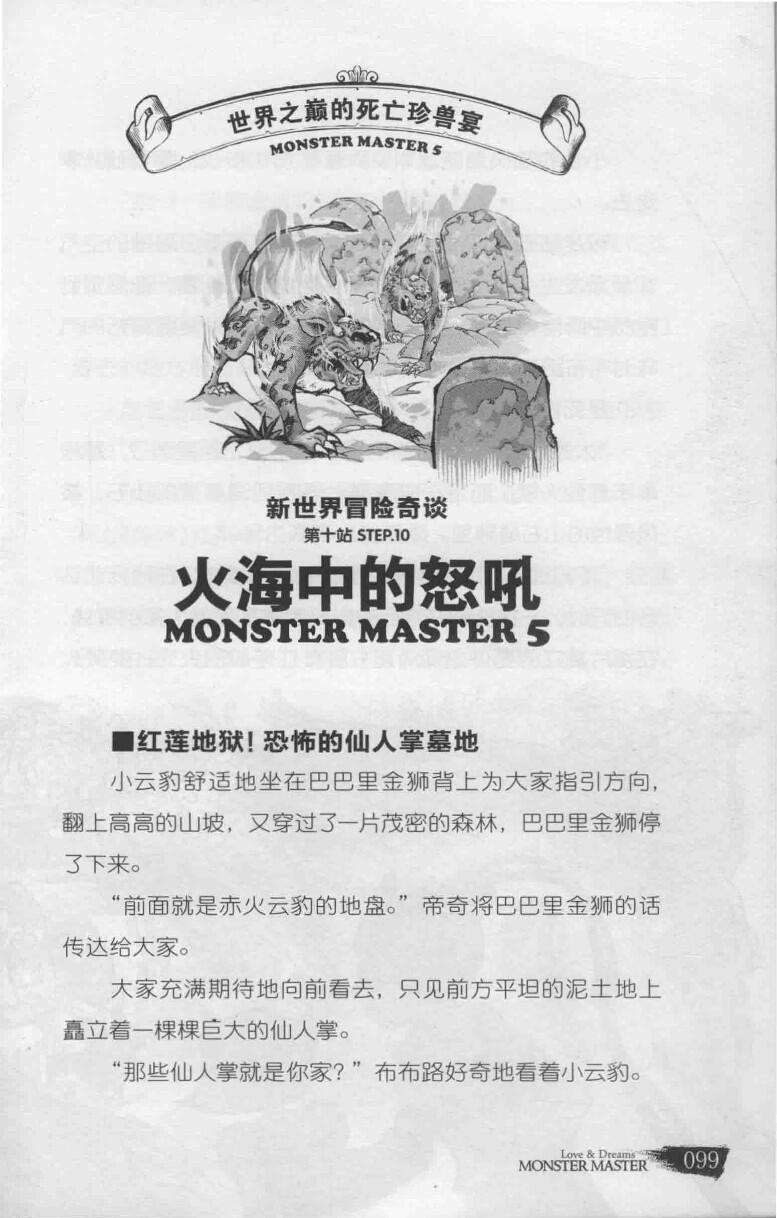 世界之巅的死亡珍兽宴
MONSTER MASTER 5
新世界冒险奇谈
第十站 STEP.10
火海中的怒吼
MONSTER MASTER 5
■红莲地狱！恐怖的仙人掌墓地
小云豹舒适地坐在巴巴里金狮背上为大家指引方向，
翻上高高的山坡，又穿过了一片茂密的森林，巴巴里金狮停
了下来。
“前面就是赤火云豹的地盘。”帝奇将巴巴里金狮的话
传达给大家。
大家充满期待地向前看去，只见前方平坦的泥土地上
矗立着一棵棵巨大的仙人掌。
“那些仙人掌就是你家？”布布路好奇地看着小云豹。
Love & Dreams
MONSTER MASTER
099